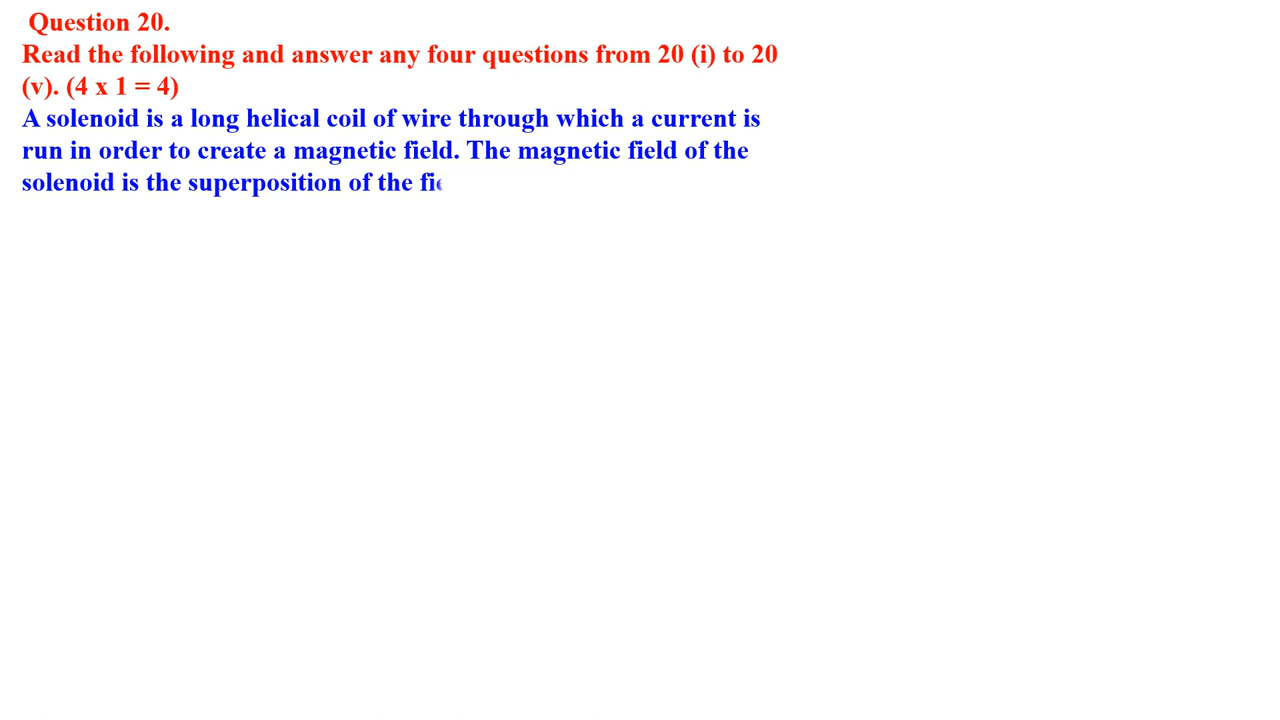 Question 20.
Read the following and answer any four questions from 20 (i) to 20
(v). (4 x 1 = 4)
A solenoid is a long helical coil of wire through which a current is
run in order to create a magnetic field. The magnetic field of the
solenoid is the superposition of the